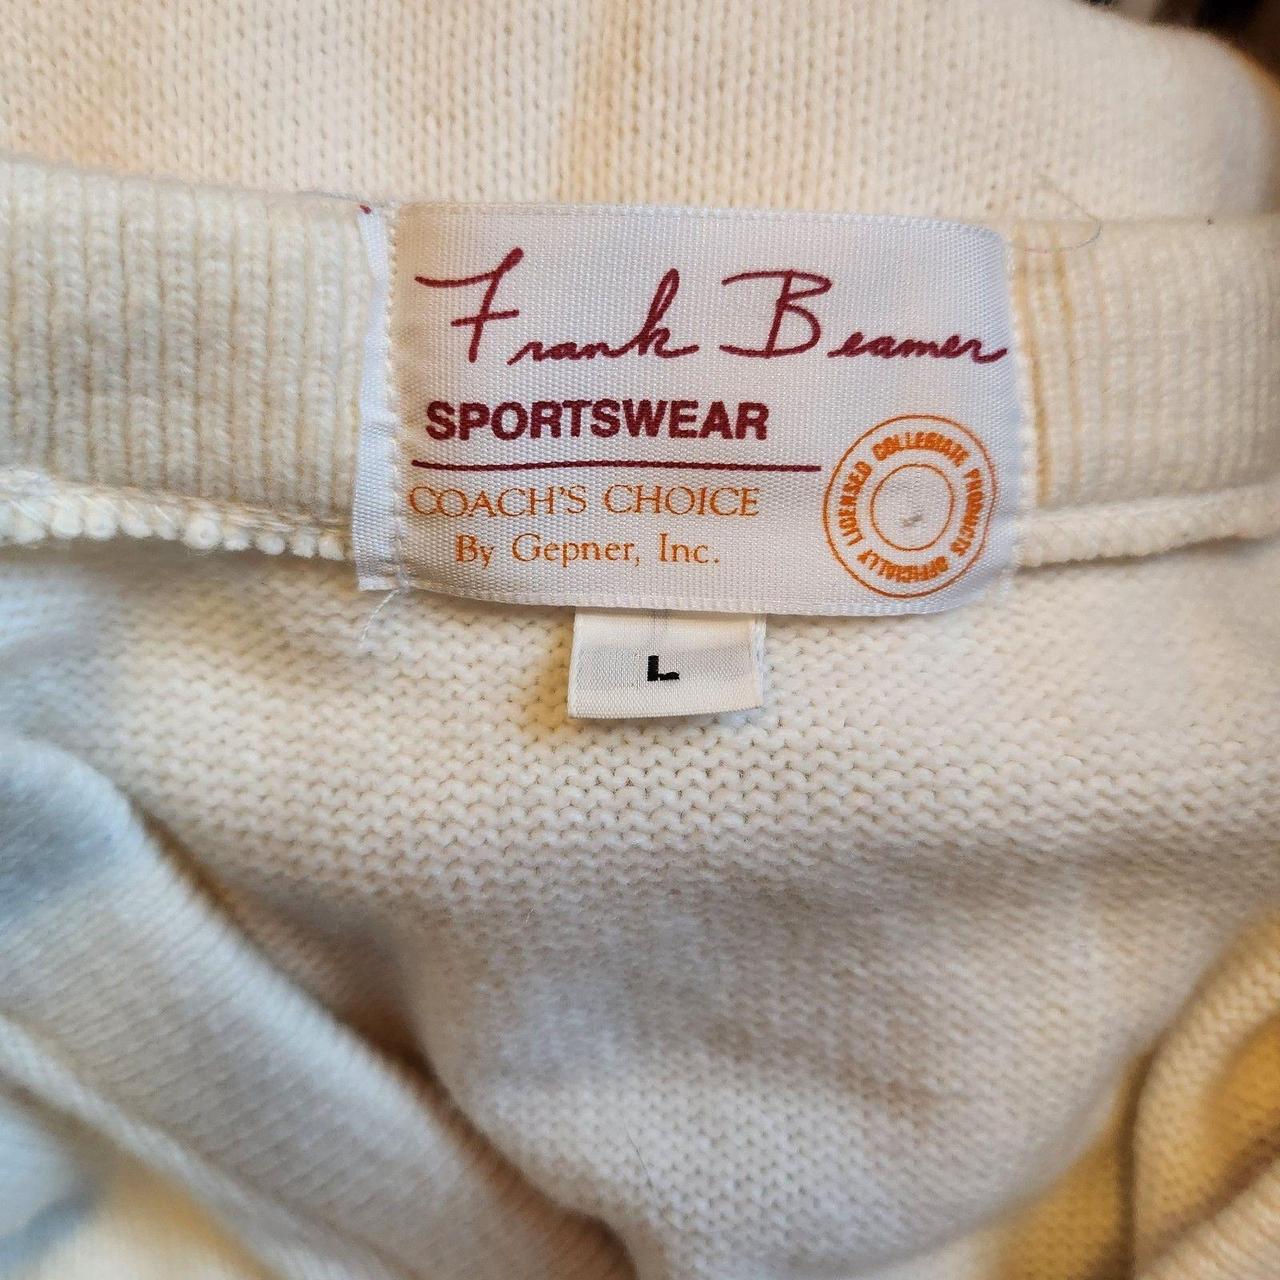 Frank Beamer
SPORTSWEAR
COACH'S CHOICE
By Gepner, Inc.
OFFICIALLY LICENSED COLLEGIATE PRODUCTS
L